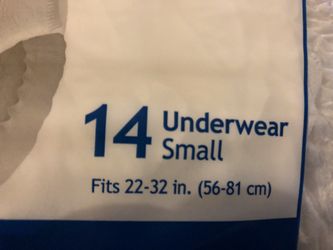 14 Underwear
Small
Fits 22-32 in. (56-81 cm)